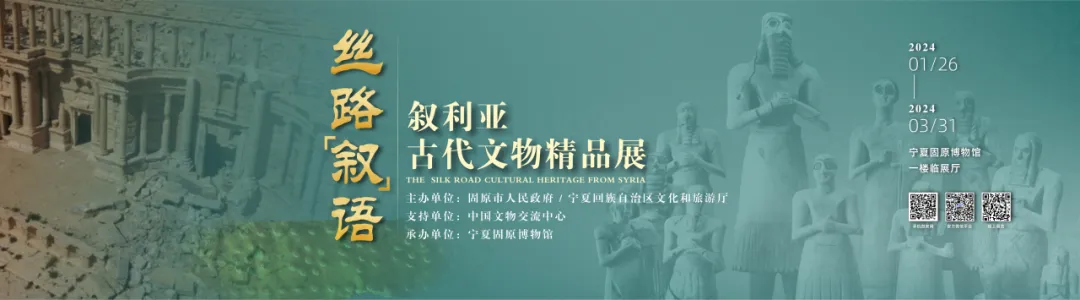 丝路「叙」语
叙利亚
古代文物精品展
THE SILK ROAD CULTURAL HERITAGE FROM SYRIA
主办单位：固原市人民政府 / 宁夏回族自治区文化和旅游厅
支持单位：中国文物交流中心
承办单位：宁夏固原博物馆
2024
01/26
2024
03/31
宁夏固原博物馆
一楼临展厅